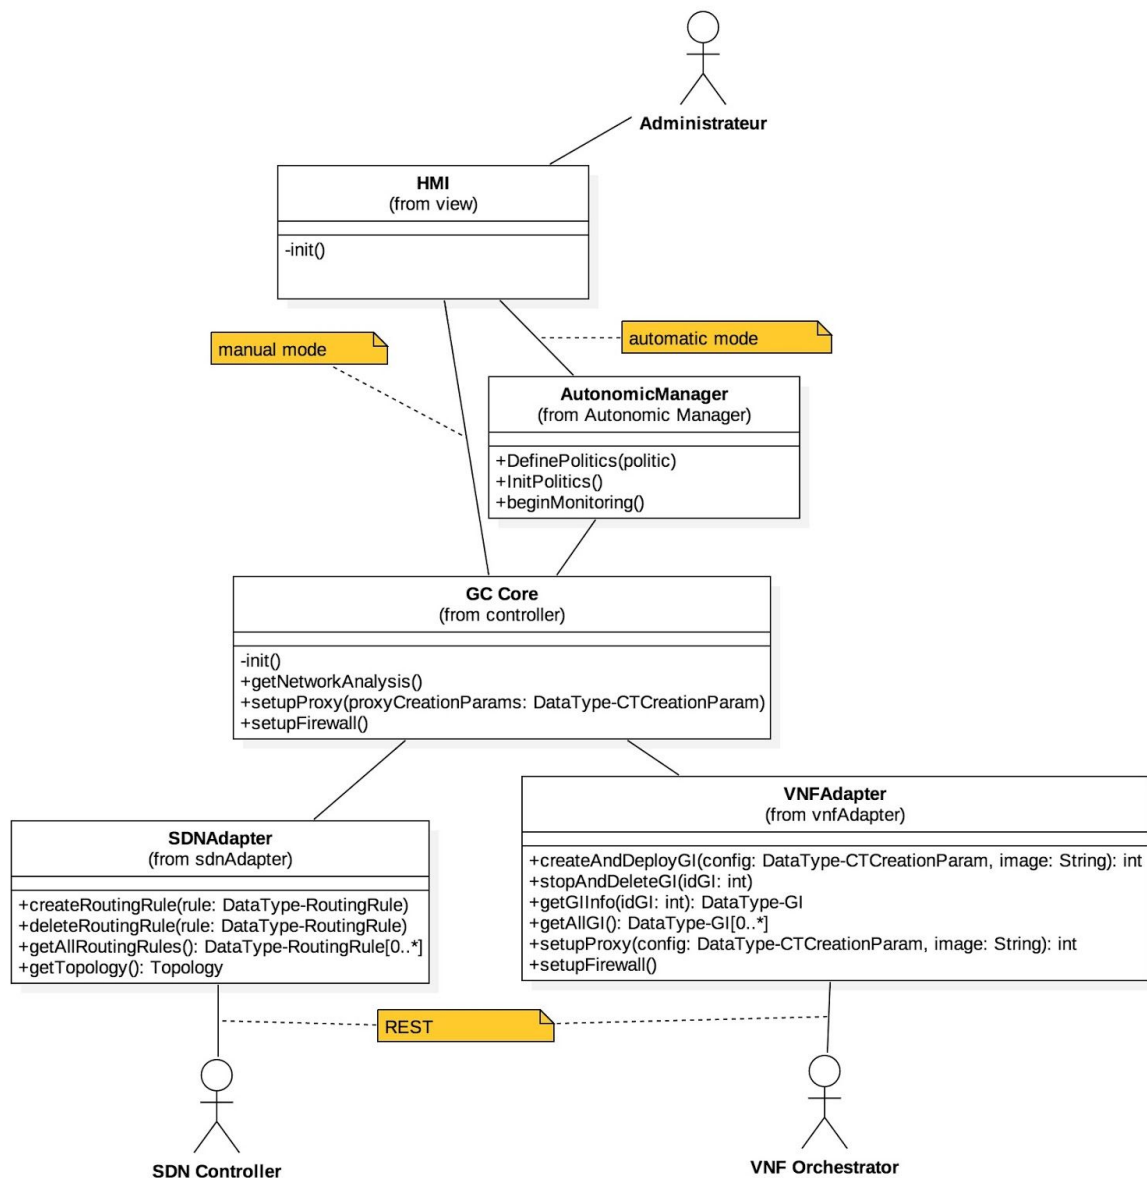 Administrateur
HMI
(from view)
-init()
manual mode
automatic mode
AutonomicManager
(from Autonomic Manager)
+DefinePolitics(politic)
+InitPolitics()
+beginMonitoring()
GC Core
(from controller)
-init()
+getNetworkAnalysis()
+setupProxy(proxyCreationParams: DataType-CTCreationParam)
+setupFirewall()
SDNAdapter
(from sdnAdapter)
+createRoutingRule(rule: DataType-RoutingRule)
+deleteRoutingRule(rule: DataType-RoutingRule)
+getAllRoutingRules(): DataType-RoutingRule[0..*]
+getTopology(): Topology
VNFAdapter
(from vnfAdapter)
+createAndDeployGI(config: DataType-CTCreationParam, image: String): int
+stopAndDeleteGI(idGI: int)
+getGIInfo(idGI: int): DataType-GI
+getAllGI(): DataType-GI[0..*]
+setupProxy(config: DataType-CTCreationParam, image: String): int
+setupFirewall()
REST
SDN Controller
VNF Orchestrator